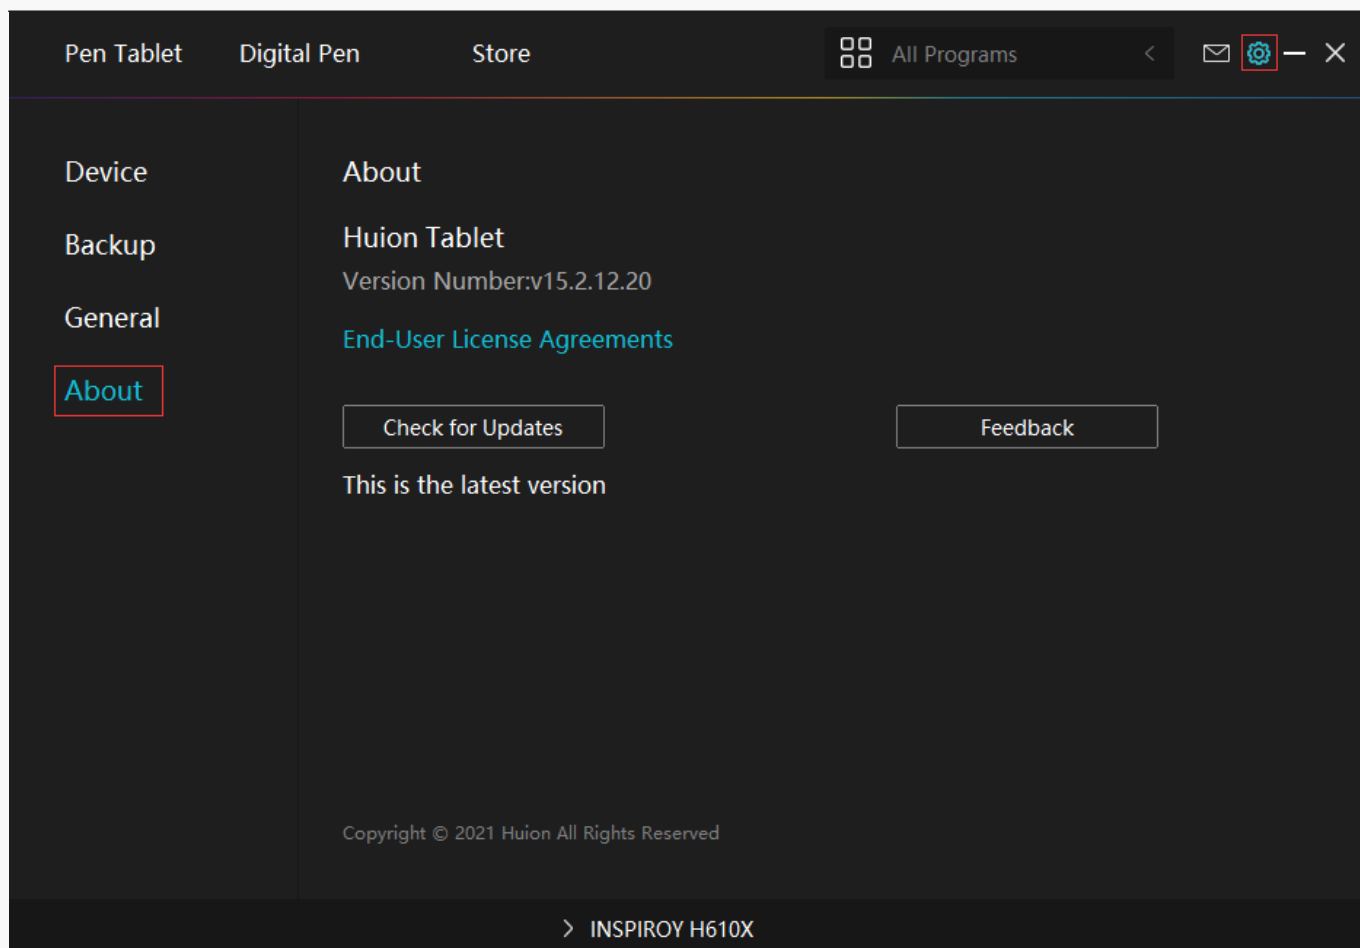 Pen Tablet Digital Pen Store All Programs
Device
Backup
General
About
About
Huion Tablet
Version Number:v15.2.12.20
End-User License Agreements
Check for Updates Feedback
This is the latest version
Copyright © 2021 Huion All Rights Reserved
INSPIROY H610X